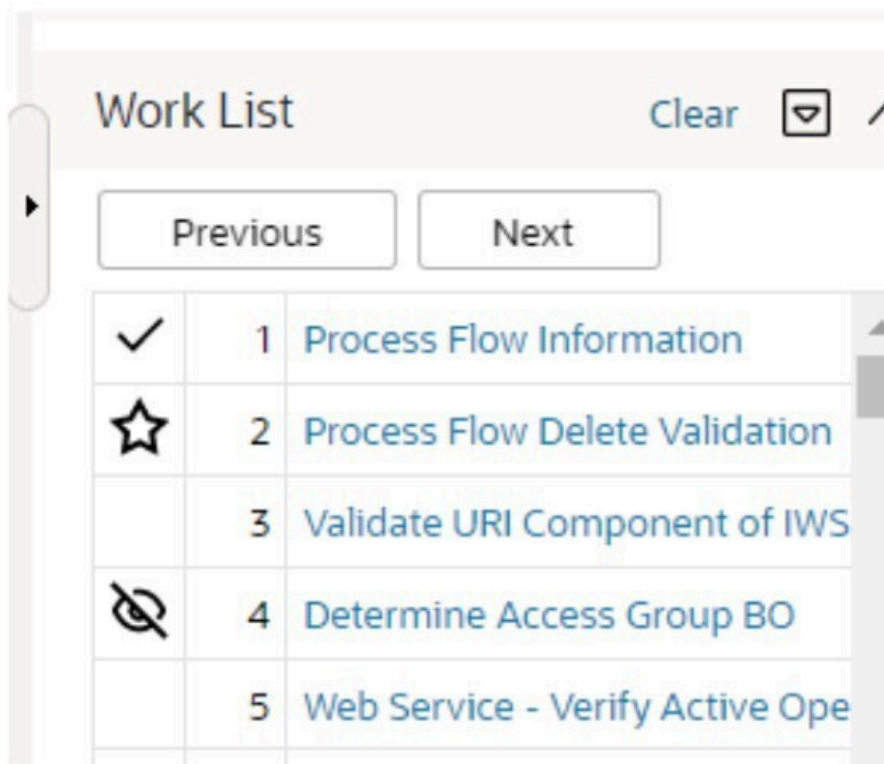 Work List Clear
Previous Next
1 Process Flow Information
2 Process Flow Delete Validation
3 Validate URI Component of IWS
4 Determine Access Group BO
5 Web Service - Verify Active Ope